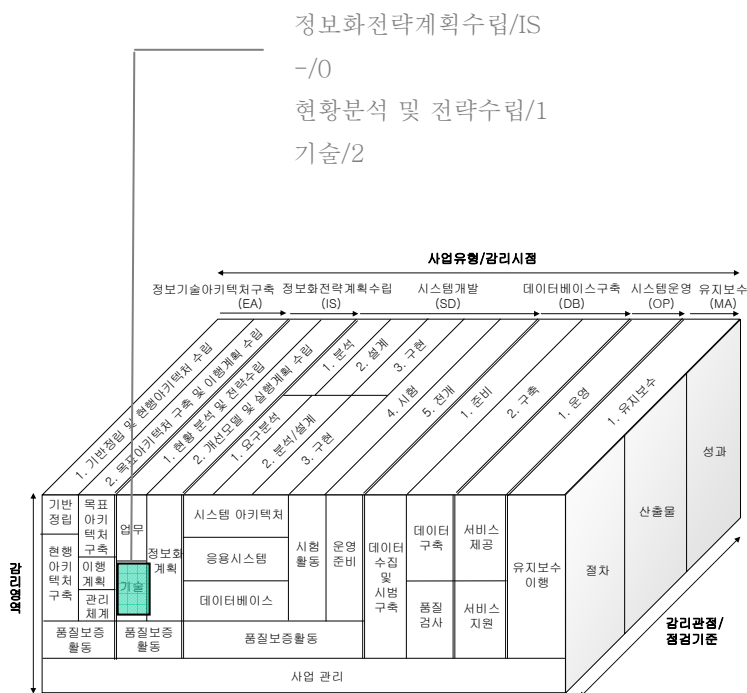 정보화전략계획수립/IS
-/0
현황분석 및 전략수립/1
기술/2
사업유형/감리시점
정보기술아키텍처구축
(EA)
정보화전략계획수립
(IS)
시스템개발
(SD)
데이터베이스구축
(DB)
시스템운영
(OP)
유지보수
(MA)
1. 기반정립 및 현행아키텍처 수립
2. 목표아키텍처 구축 및 이행계획 수립
1. 현황 분석 및 전략수립
2. 개선모델 및 실행계획 수립
1. 분석
2. 설계
3. 구현
1. 요구분석
2. 분석/설계
3. 구현
4. 시험
5. 전개
1. 준비
2. 구축
1. 운영
1. 유지보수
감리영역
기반
정립
현행
아키
텍처
구축
목표
아키
텍처
구축
이행
계획
관리
체계
업무
기술
정보화
계획
시스템 아키텍처
응용시스템
데이터베이스
시험
활동
운영
준비
데이터
수집
및
시범
구축
데이터
구축
품질
검사
서비스
제공
서비스
지원
유지보수
이행
품질보증
활동
품질보증
활동
품질보증활동
사업 관리
절차
산출물
성과
감리관점/
점검기준